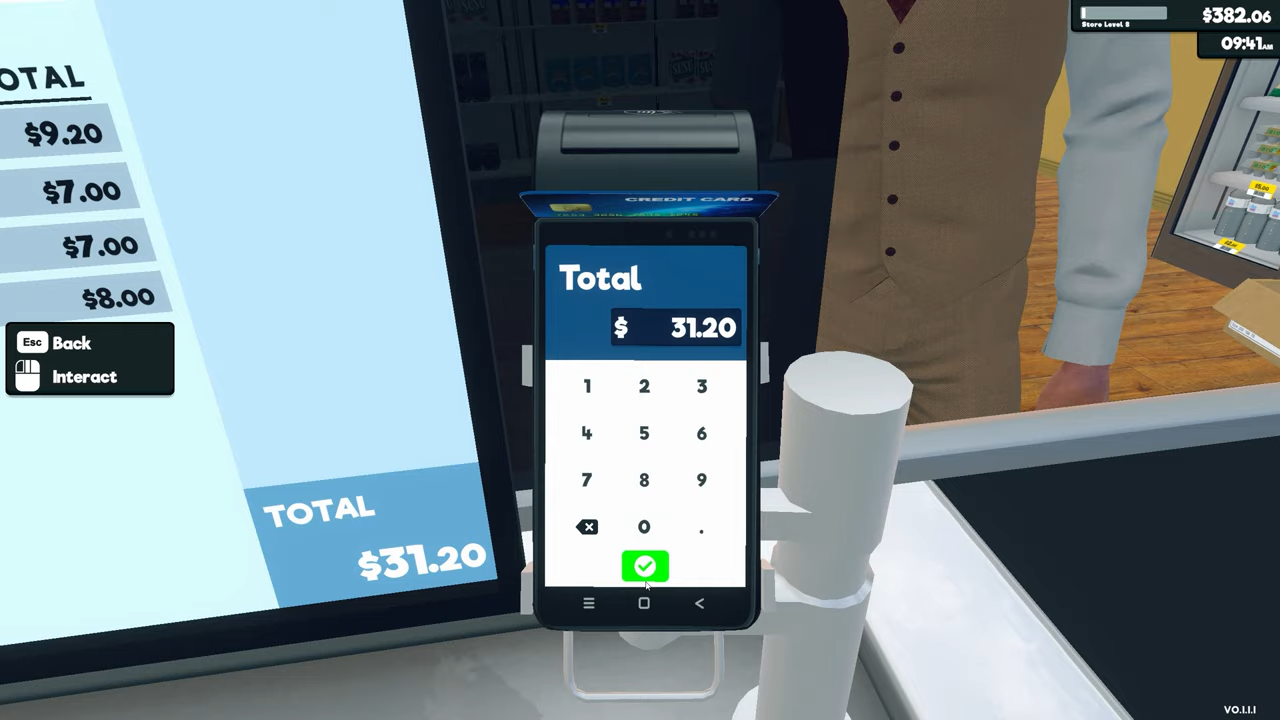 OTAL
$9.20
$7.00
$7.00
$8.00
Esc Back
Interact
TOTAL
$31.20
CREDIT CARD
Total
$ 31.20
1 2 3
4 5 6
7 8 9
0 .
Store Level 8
$382.06
09:41AM
V0.1.1.1